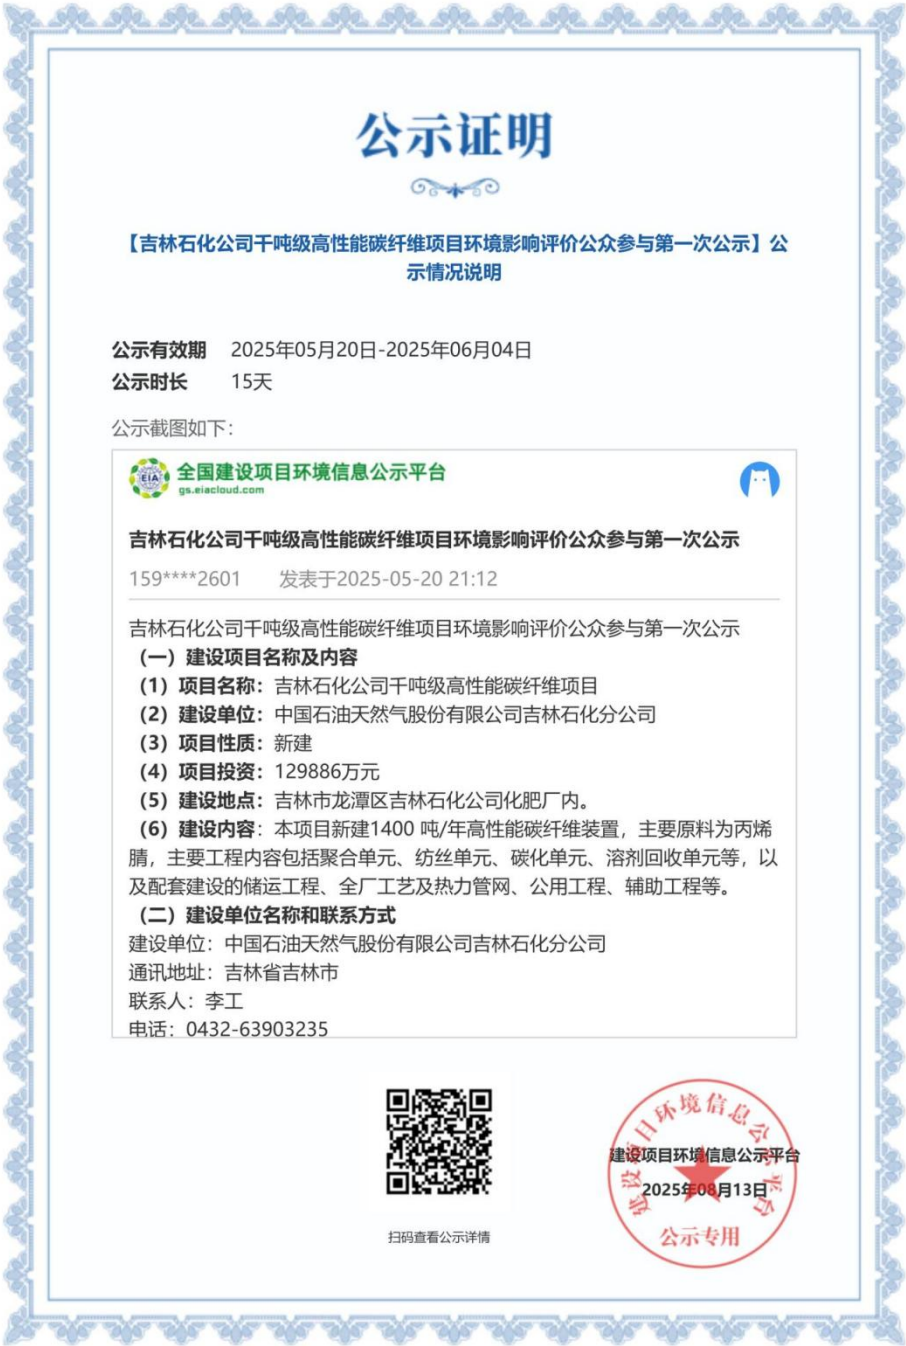 公示证明
【吉林石化公司千吨级高性能碳纤维项目环境影响评价公众参与第一次公示】公
示情况说明
公示有效期 2025年05月20日-2025年06月04日
公示时长 15天
公示截图如下:
EIA
全国建设项目环境信息公示平台
gs.eiacloud.com
吉林石化公司千吨级高性能碳纤维项目环境影响评价公众参与第一次公示
159****2601 发表于2025-05-20 21:12
吉林石化公司千吨级高性能碳纤维项目环境影响评价公众参与第一次公示
（一）建设项目名称及内容
（1）项目名称：吉林石化公司千吨级高性能碳纤维项目
（2）建设单位：中国石油天然气股份有限公司吉林石化分公司
（3）项目性质：新建
（4）项目投资：129886万元
（5）建设地点：吉林市龙潭区吉林石化公司化肥厂内。
（6）建设内容：本项目新建1400 吨/年高性能碳纤维装置，主要原料为丙烯
腈，主要工程内容包括聚合单元、纺丝单元、碳化单元、溶剂回收单元等，以
及配套建设的储运工程、全厂工艺及热力管网、公用工程、辅助工程等。
（二）建设单位名称和联系方式
建设单位：中国石油天然气股份有限公司吉林石化分公司
通讯地址：吉林省吉林市
联系人：李工
电话：0432-63903235
扫码查看公示详情
建设项目环境信息公示平台
建设项目环境信息公示平台
2025年08月13日
公示专用